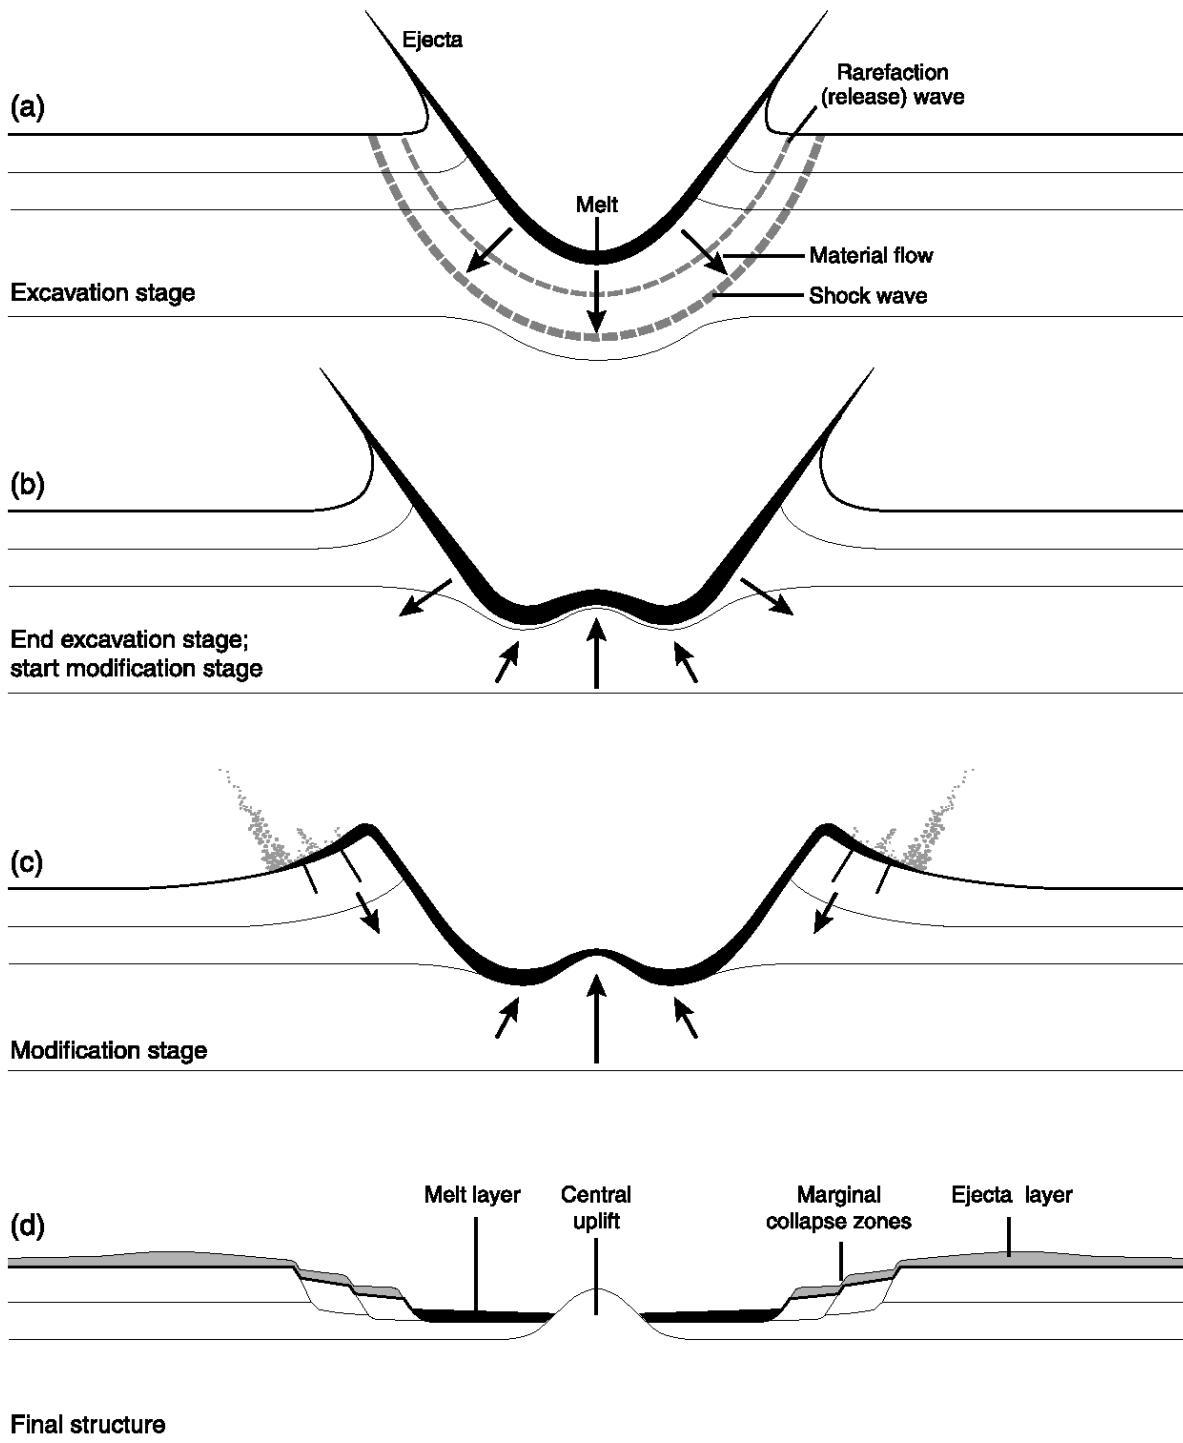 Ejecta
Rarefaction
(release) wave
(a)
Melt
Material flow
Excavation stage
Shock wave
(b)
End excavation stage;
start modification stage
(c)
Modification stage
Melt layer
Central
uplift
Marginal
collapse zones
Ejecta layer
(d)
Final structure